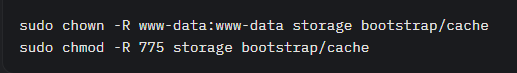 sudo chown -R www-data:www-data storage bootstrap/cache
sudo chmod -R 775 storage bootstrap/cache